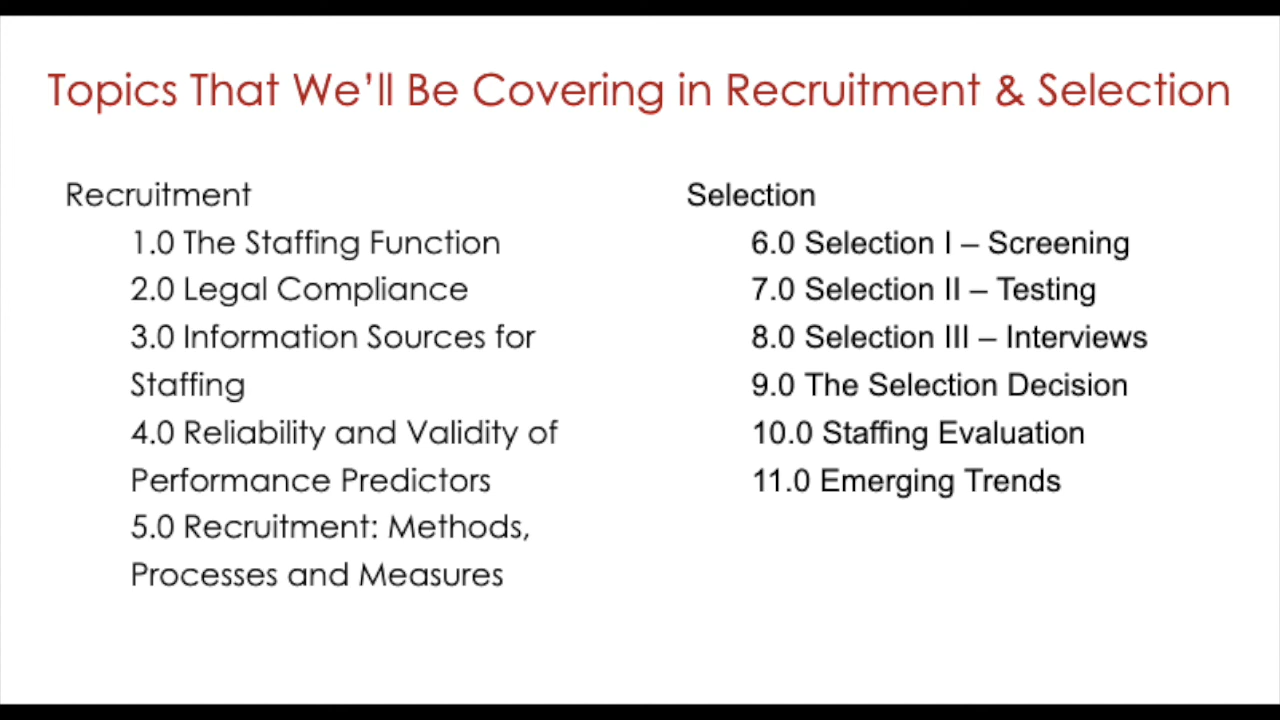 Topics That We’ll Be Covering in Recruitment & Selection
Recruitment
1.0 The Staffing Function
2.0 Legal Compliance
3.0 Information Sources for
Staffing
4.0 Reliability and Validity of
Performance Predictors
5.0 Recruitment: Methods,
Processes and Measures
Selection
6.0 Selection I – Screening
7.0 Selection II – Testing
8.0 Selection III – Interviews
9.0 The Selection Decision
10.0 Staffing Evaluation
11.0 Emerging Trends